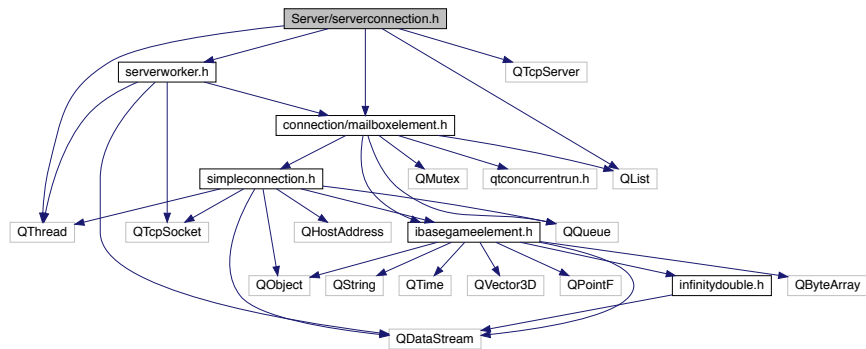 Server/serverconnection.h
serverworker.h
QTcpServer
connection/mailboxelement.h
simpleconnection.h
QMutex
qtconcurrentrun.h
QList
QThread
QTcpSocket
QHostAddress
ibasegameelement.h
QQueue
QObject
QString
QTime
QVector3D
QPointF
infinitydouble.h
QByteArray
QDataStream